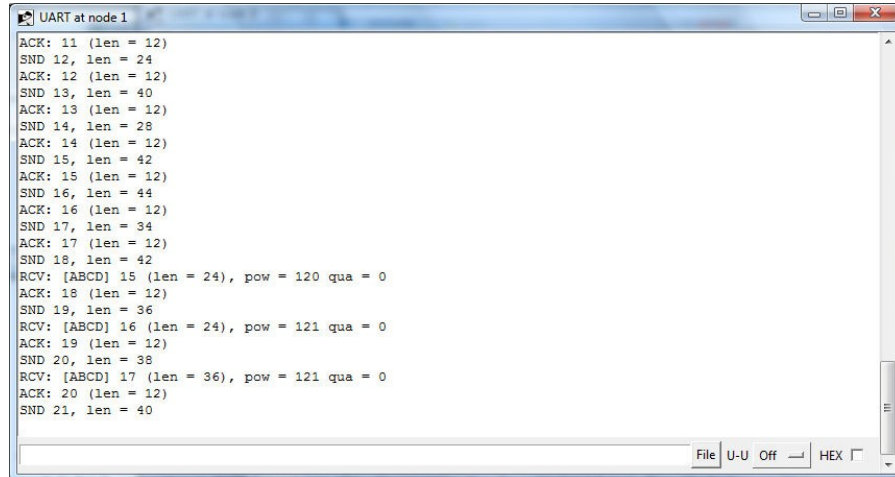 UART at node 1
ACK: 11 (len = 12)
SND 12, len = 24
ACK: 12 (len = 12)
SND 13, len = 40
ACK: 13 (len = 12)
SND 14, len = 28
ACK: 14 (len = 12)
SND 15, len = 42
ACK: 15 (len = 12)
SND 16, len = 44
ACK: 16 (len = 12)
SND 17, len = 34
ACK: 17 (len = 12)
SND 18, len = 42
RCV: [ABCD] 15 (len = 24), pow = 120 qua = 0
ACK: 18 (len = 12)
SND 19, len = 36
RCV: [ABCD] 16 (len = 24), pow = 121 qua = 0
ACK: 19 (len = 12)
SND 20, len = 38
RCV: [ABCD] 17 (len = 36), pow = 121 qua = 0
ACK: 20 (len = 12)
SND 21, len = 40
File U-U Off HEX